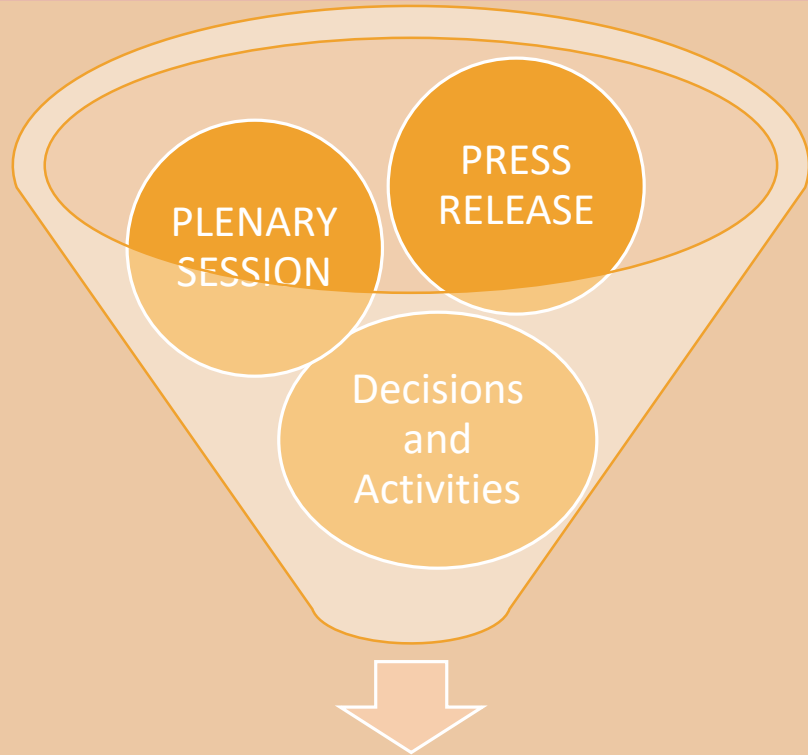 PRESS
RELEASE
PLENARY
SESSION
Decisions
and
Activities